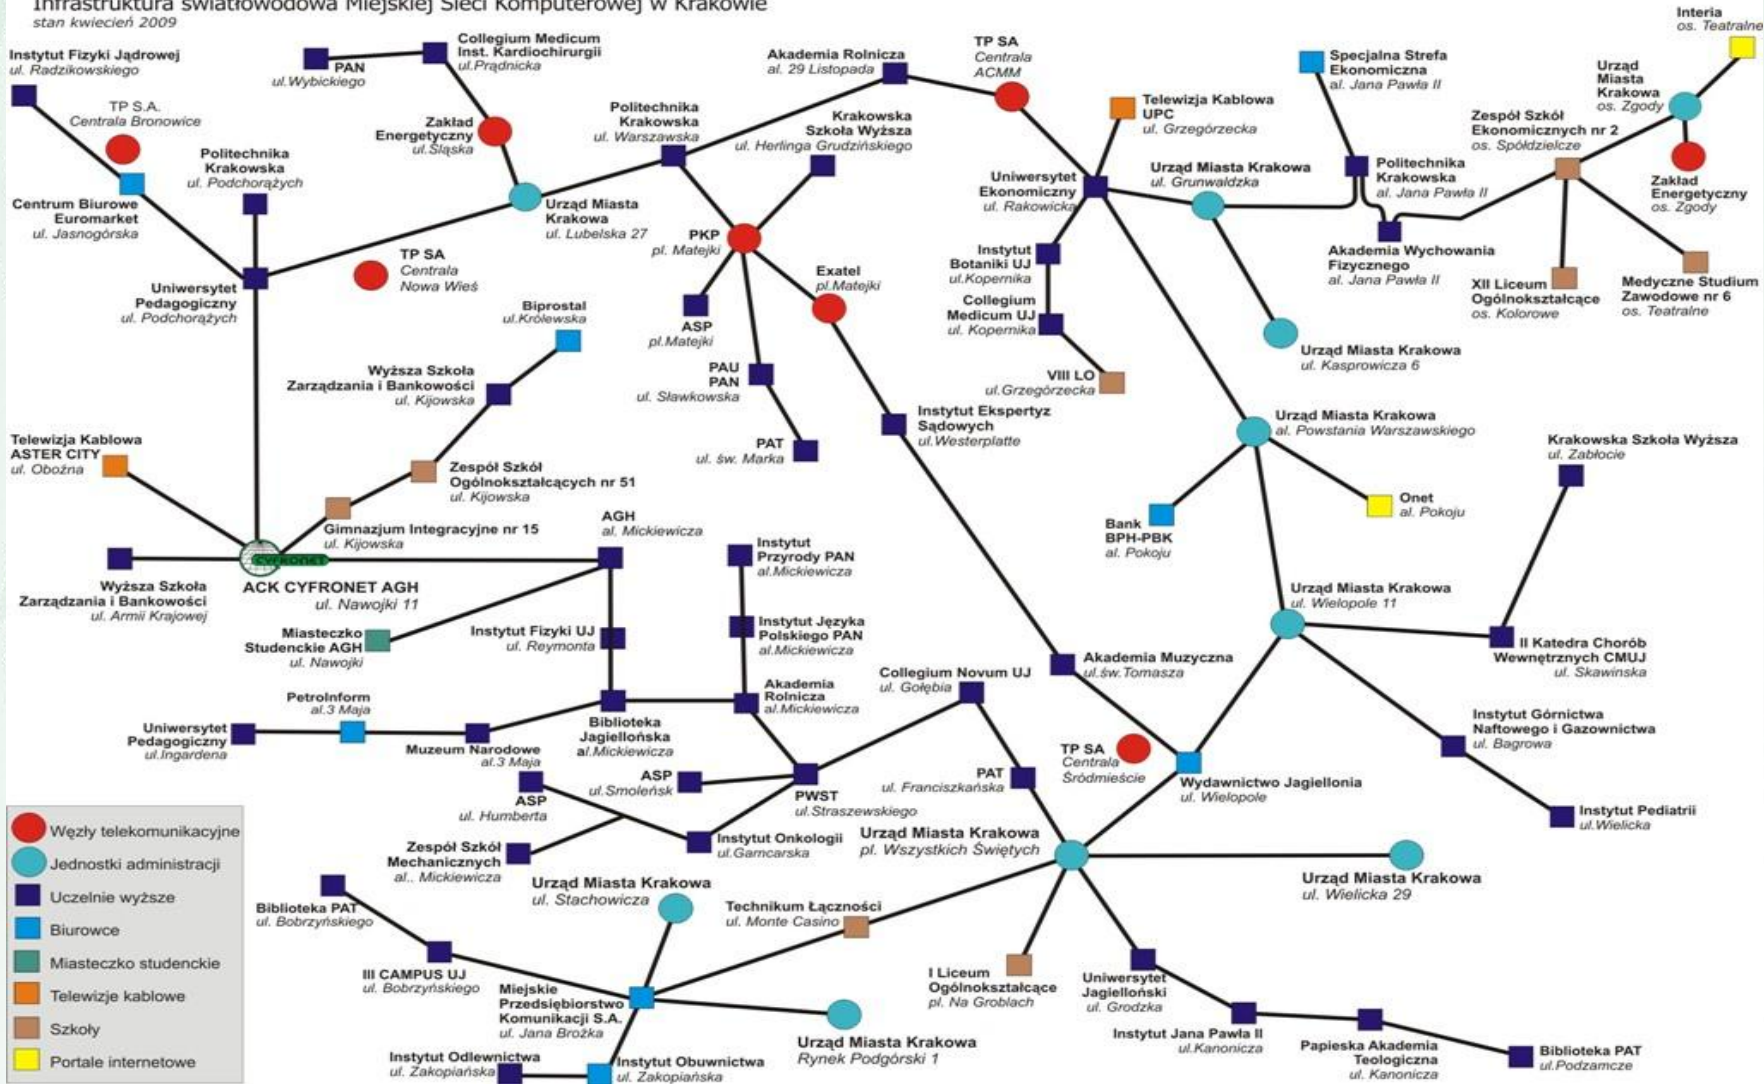 Infrastruktura światłowodowa Miejskiej Sieci Komputerowej w Krakowie
stan kwiecień 2009
Instytut Fizyki Jądrowej
ul. Radzikowskiego
TP S.A.
Centrala Bronowice
Centrum Biurowe
Euromarket
ul. Jasnogórska
Politechnika
Krakowska
ul. Podchorążych
Uniwersytet
Pedagogiczny
ul. Podchorążych
PAN
ul.Wybickiego
Collegium Medicum
Inst. Kardiochirurgii
ul.Prądnicka
Zakład
Energetyczny
ul.Śląska
Urząd Miasta
Krakowa
ul. Lubelska 27
TP SA
Centrala
Nowa Wieś
Politechnika
Krakowska
ul. Warszawska
Akademia Rolnicza
al. 29 Listopada
Krakowska
Szkoła Wyższa
ul. Herlinga Grudzińskiego
TP SA
Centrala
ACMM
Telewizja Kablowa
UPC
ul. Grzegórzecka
Uniwersytet
Ekonomiczny
ul. Rakowicka
Urząd Miasta Krakowa
ul. Grunwaldzka
Specjalna Strefa
Ekonomiczna
al. Jana Pawła II
Politechnika
Krakowska
al. Jana Pawła II
Akademia Wychowania
Fizycznego
al. Jana Pawła II
Zespół Szkół
Ekonomicznych nr 2
os. Spółdzielcze
Urząd
Miasta
Krakowa
os. Zgody
Interia
os. Teatralne
Zakład
Energetyczny
os. Zgody
XII Liceum
Ogólnokształcące
os. Kolorowe
Medyczne Studium
Zawodowe nr 6
os. Teatralne
Urząd Miasta Krakowa
ul. Kasprowicza 6
PKP
pl. Matejki
Exatel
pl.Matejki
ASP
pl.Matejki
PAU
PAN
ul. Sławkowska
PAT
ul. św. Marka
Instytut
Botaniki UJ
ul.Kopernika
Collegium
Medicum UJ
ul. Kopernika
VIII LO
ul.Grzegórzecka
Instytut Ekspertyz
Sądowych
ul.Westerplatte
Biprostal
ul.Królewska
Wyższa Szkoła
Zarządzania i Bankowości
ul. Kijowska
Zespół Szkół
Ogólnokształcących nr 51
ul. Kijowska
Gimnazjum Integracyjne nr 15
ul. Kijowska
Telewizja Kablowa
ASTER CITY
ul. Oboźna
CYFRONET
ACK CYFRONET AGH
ul. Nawojki 11
Wyższa Szkoła
Zarządzania i Bankowości
ul. Armii Krajowej
AGH
al. Mickiewicza
Miasteczko
Studenckie AGH
ul. Nawojki
Instytut Fizyki UJ
ul. Reymonta
Instytut
Przyrody PAN
al.Mickiewicza
Instytut Języka
Polskiego PAN
al.Mickiewicza
Akademia
Rolnicza
al.Mickiewicza
Biblioteka
Jagiellońska
al.Mickiewicza
PetroInform
al.3 Maja
Uniwersytet
Pedagogiczny
ul.Ingardena
Muzeum Narodowe
al.3 Maja
ASP
ul. Humberta
ASP
ul.Smoleńsk
PWST
ul.Straszewskiego
Zespół Szkół
Mechanicznych
al.. Mickiewicza
Instytut Onkologii
ul.Garncarska
Collegium Novum UJ
ul. Gołębia
PAT
ul. Franciszkańska
Urząd Miasta Krakowa
pl. Wszystkich Świętych
Akademia Muzyczna
ul.św.Tomasza
TP SA
Centrala
Śródmieście
Wydawnictwo Jagiellonia
ul. Wielopole
Urząd Miasta Krakowa
al. Powstania Warszawskiego
Bank
BPH-PBK
al. Pokoju
Onet
al. Pokoju
Krakowska Szkoła Wyższa
ul. Zabłocie
Urząd Miasta Krakowa
ul. Wielopole 11
II Katedra Chorób
Wewnętrznych CMUJ
ul. Skawińska
Instytut Górnictwa
Naftowego i Gazownictwa
ul. Bagrowa
Instytut Pediatrii
ul.Wielicka
Urząd Miasta Krakowa
ul. Wielicka 29
Urząd Miasta Krakowa
ul. Stachowicza
Technikum Łączności
ul. Monte Casino
Biblioteka PAT
ul. Bobrzyńskiego
III CAMPUS UJ
ul. Bobrzyńskiego
Miejskie
Przedsiębiorstwo
Komunikacji S.A.
ul. Jana Brożka
Urząd Miasta Krakowa
Rynek Podgórski 1
Instytut Odlewnictwa
ul. Zakopiańska
Instytut Obuwnictwa
ul. Zakopiańska
I Liceum
Ogólnokształcące
pl. Na Groblach
Uniwersytet
Jagielloński
ul. Grodzka
Instytut Jana Pawła II
ul.Kanonicza
Papieska Akademia
Teologiczna
ul. Kanonicza
Biblioteka PAT
ul.Podzamcze
Węzły telekomunikacyjne
Jednostki administracji
Uczelnie wyższe
Biurowce
Miasteczko studenckie
Telewizje kablowe
Szkoły
Portale internetowe